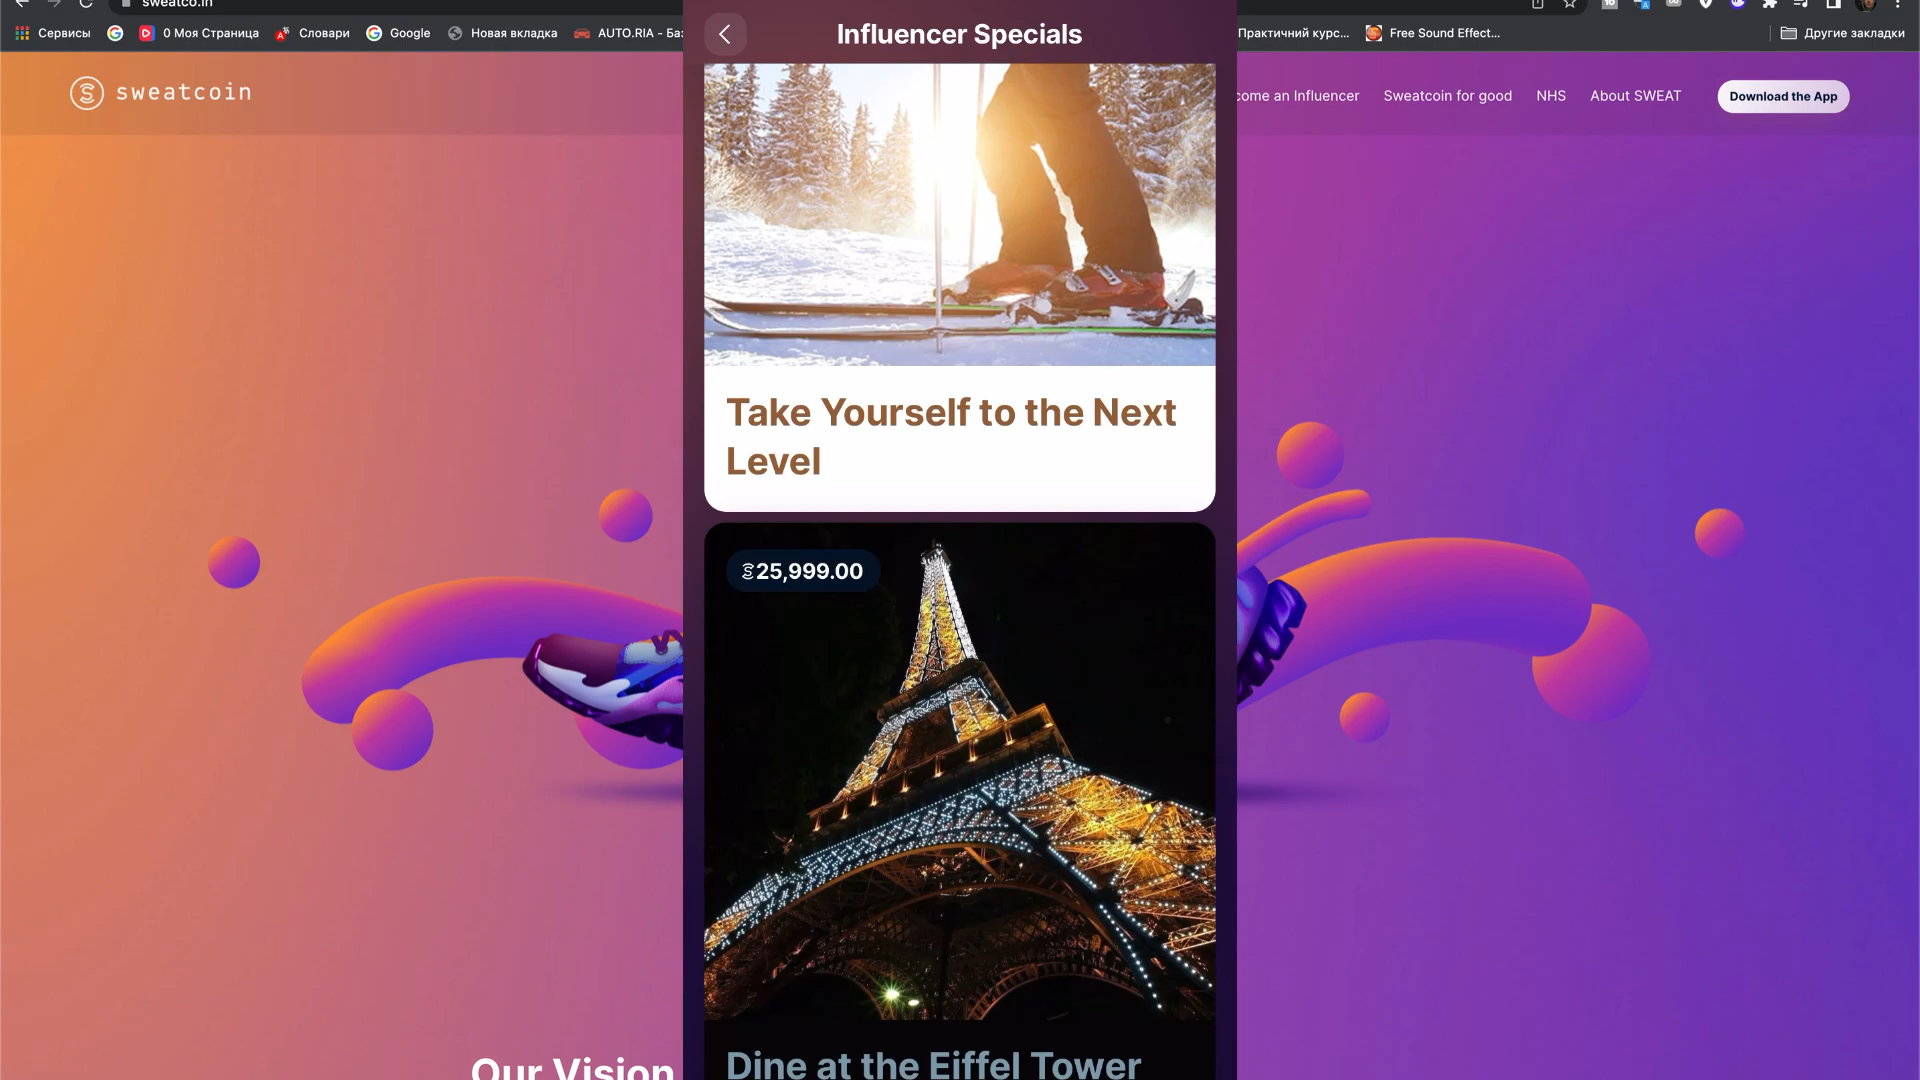 sweatco.in
Сервисы
0 Моя Страница
Словари
Google
Новая вкладка
AUTO.RIA - Ба
Практичний курс...
Free Sound Effect...
Другие закладки
sweatcoin
come an Influencer
Sweatcoin for good
NHS
About SWEAT
Download the App
Influencer Specials
Take Yourself to the Next
Level
25,999.00
Our Vision
Dine at the Eiffel Tower